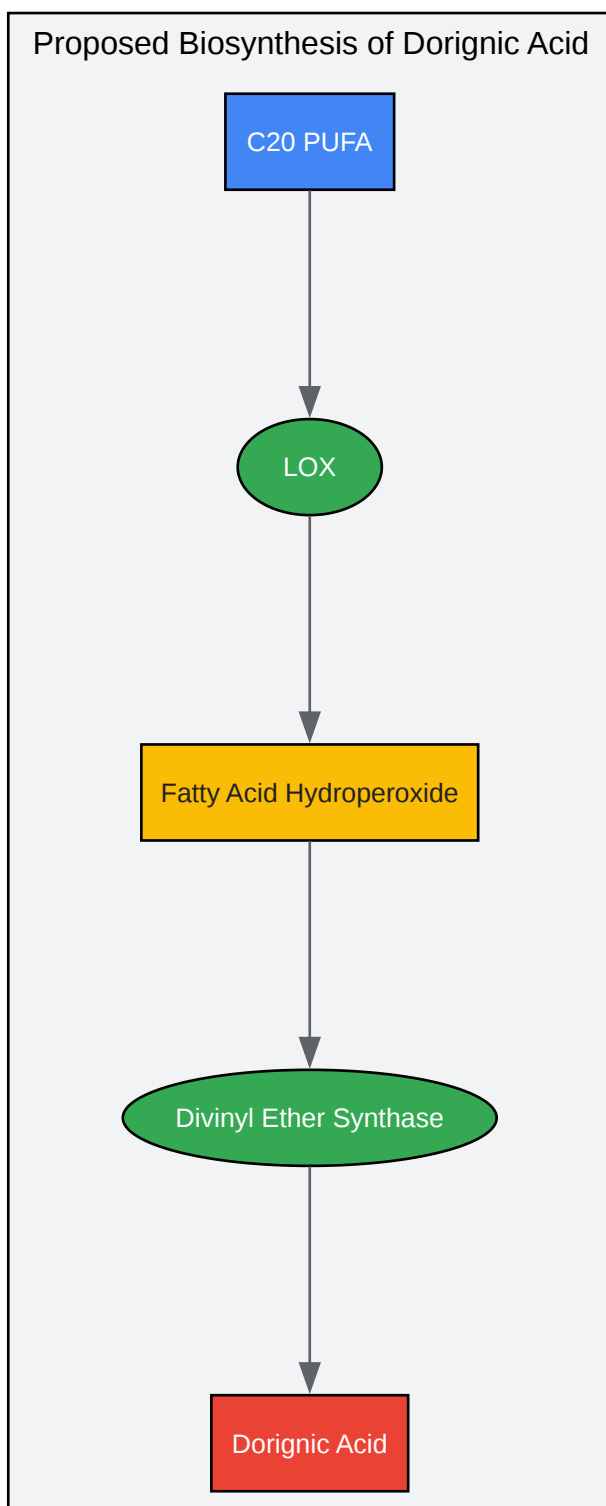 Proposed Biosynthesis of Dorignic Acid
C20 PUFA
LOX
Fatty Acid Hydroperoxide
Divinyl Ether Synthase
Dorignic Acid